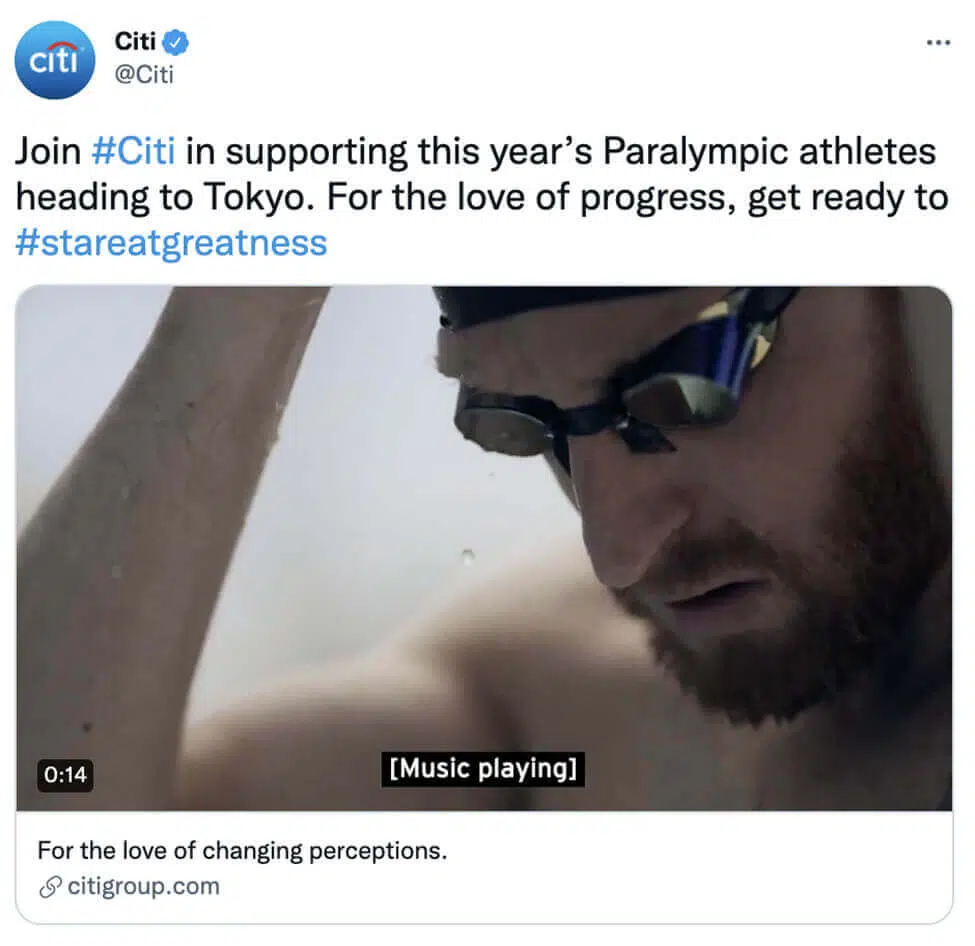 citi
Citi
@Citi
Join #Citi in supporting this year’s Paralympic athletes
heading to Tokyo. For the love of progress, get ready to
#stareatgreatness
[Music playing]
0:14
For the love of changing perceptions.
citigroup.com